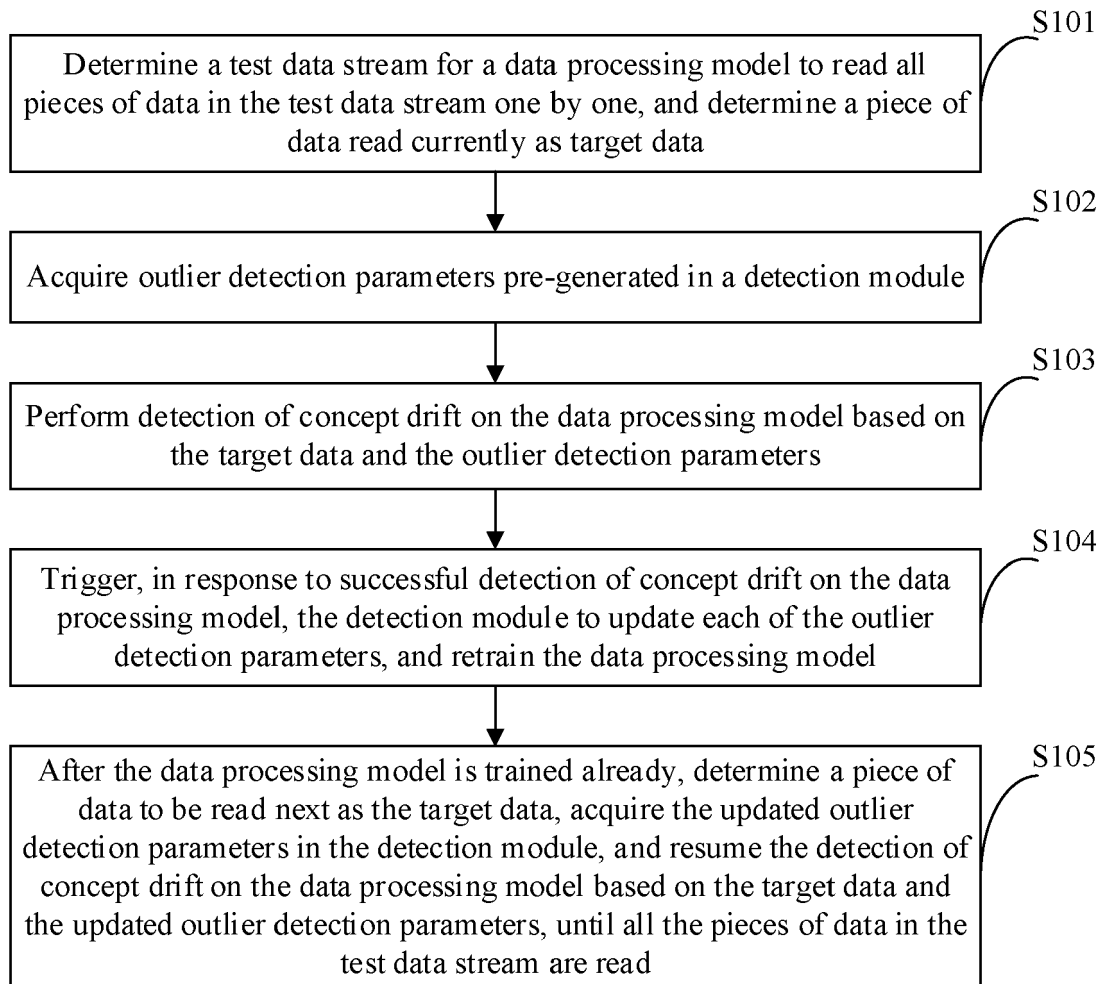 S101
Determine a test data stream for a data processing model to read all
pieces of data in the test data stream one by one, and determine a piece of
data read currently as target data
S102
Acquire outlier detection parameters pre-generated in a detection module
S103
Perform detection of concept drift on the data processing model based on
the target data and the outlier detection parameters
S104
Trigger, in response to successful detection of concept drift on the data
processing model, the detection module to update each of the outlier
detection parameters, and retrain the data processing model
S105
After the data processing model is trained already, determine a piece of
data to be read next as the target data, acquire the updated outlier
detection parameters in the detection module, and resume the detection of
concept drift on the data processing model based on the target data and
the updated outlier detection parameters, until all the pieces of data in the
test data stream are read